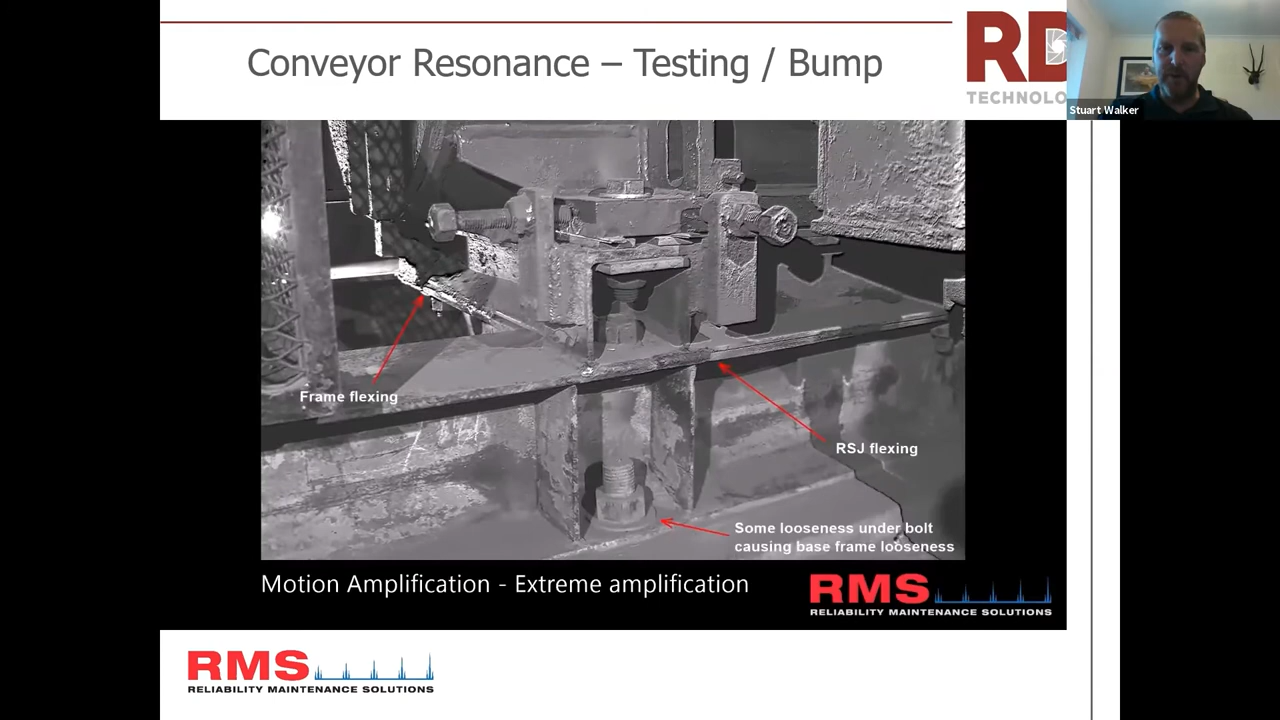 Conveyor Resonance – Testing / Bump
RD
TECHNOLO
Stuart Walker
Frame flexing
RSJ flexing
Some looseness under bolt
causing base frame looseness
Motion Amplification - Extreme amplification
RMS
RELIABILITY MAINTENANCE SOLUTIONS
RMS
RELIABILITY MAINTENANCE SOLUTIONS